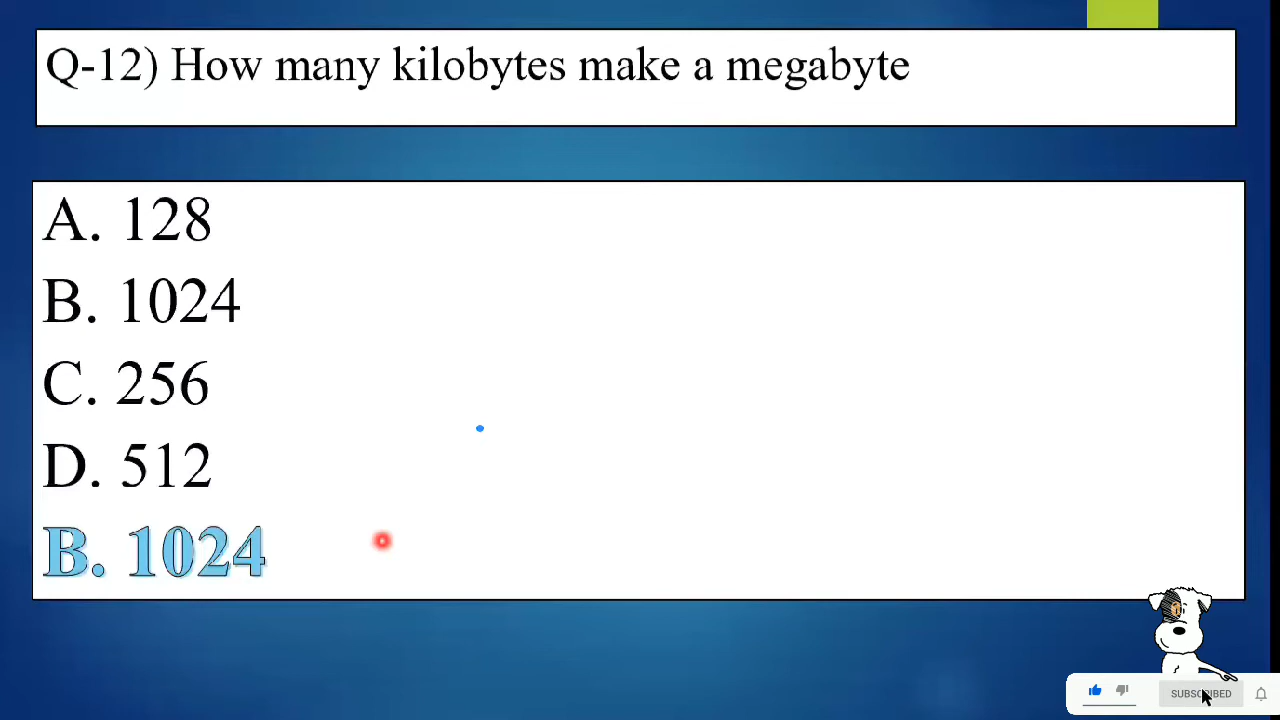 Q-12) How many kilobytes make a megabyte
A. 128
B. 1024
C. 256
D. 512
B. 1024
SUBSCRIBED